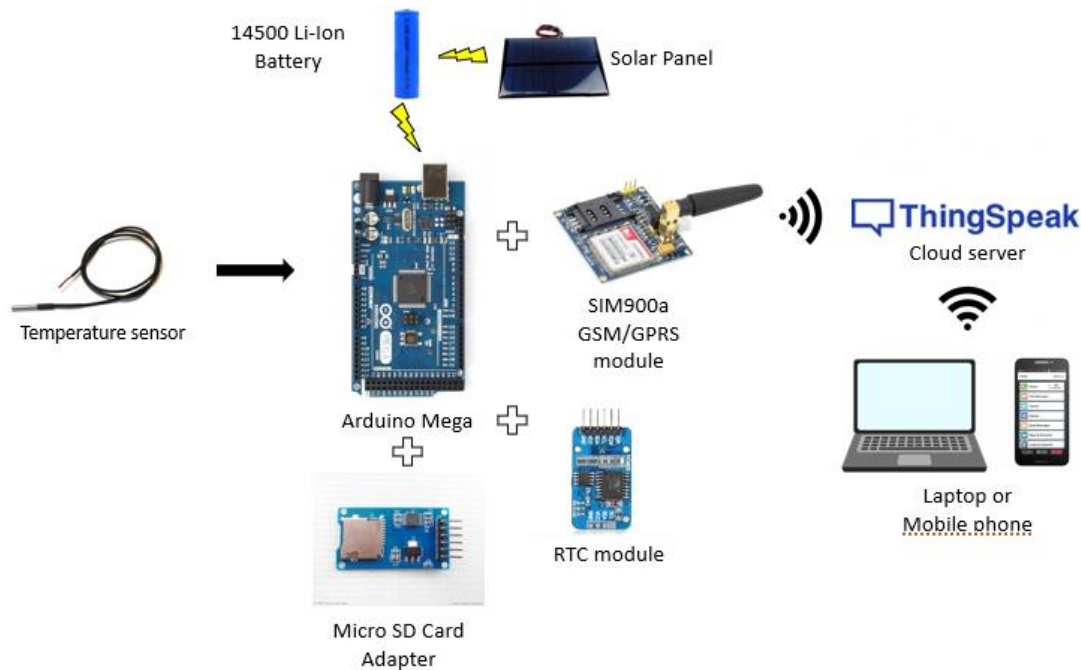 14500 Li-Ion
Battery
Solar Panel
ThingSpeak
Cloud server
Temperature sensor
SIM900a
GSM/GPRS
module
Arduino Mega
RTC module
Laptop or
Mobile phone
Micro SD Card
Adapter